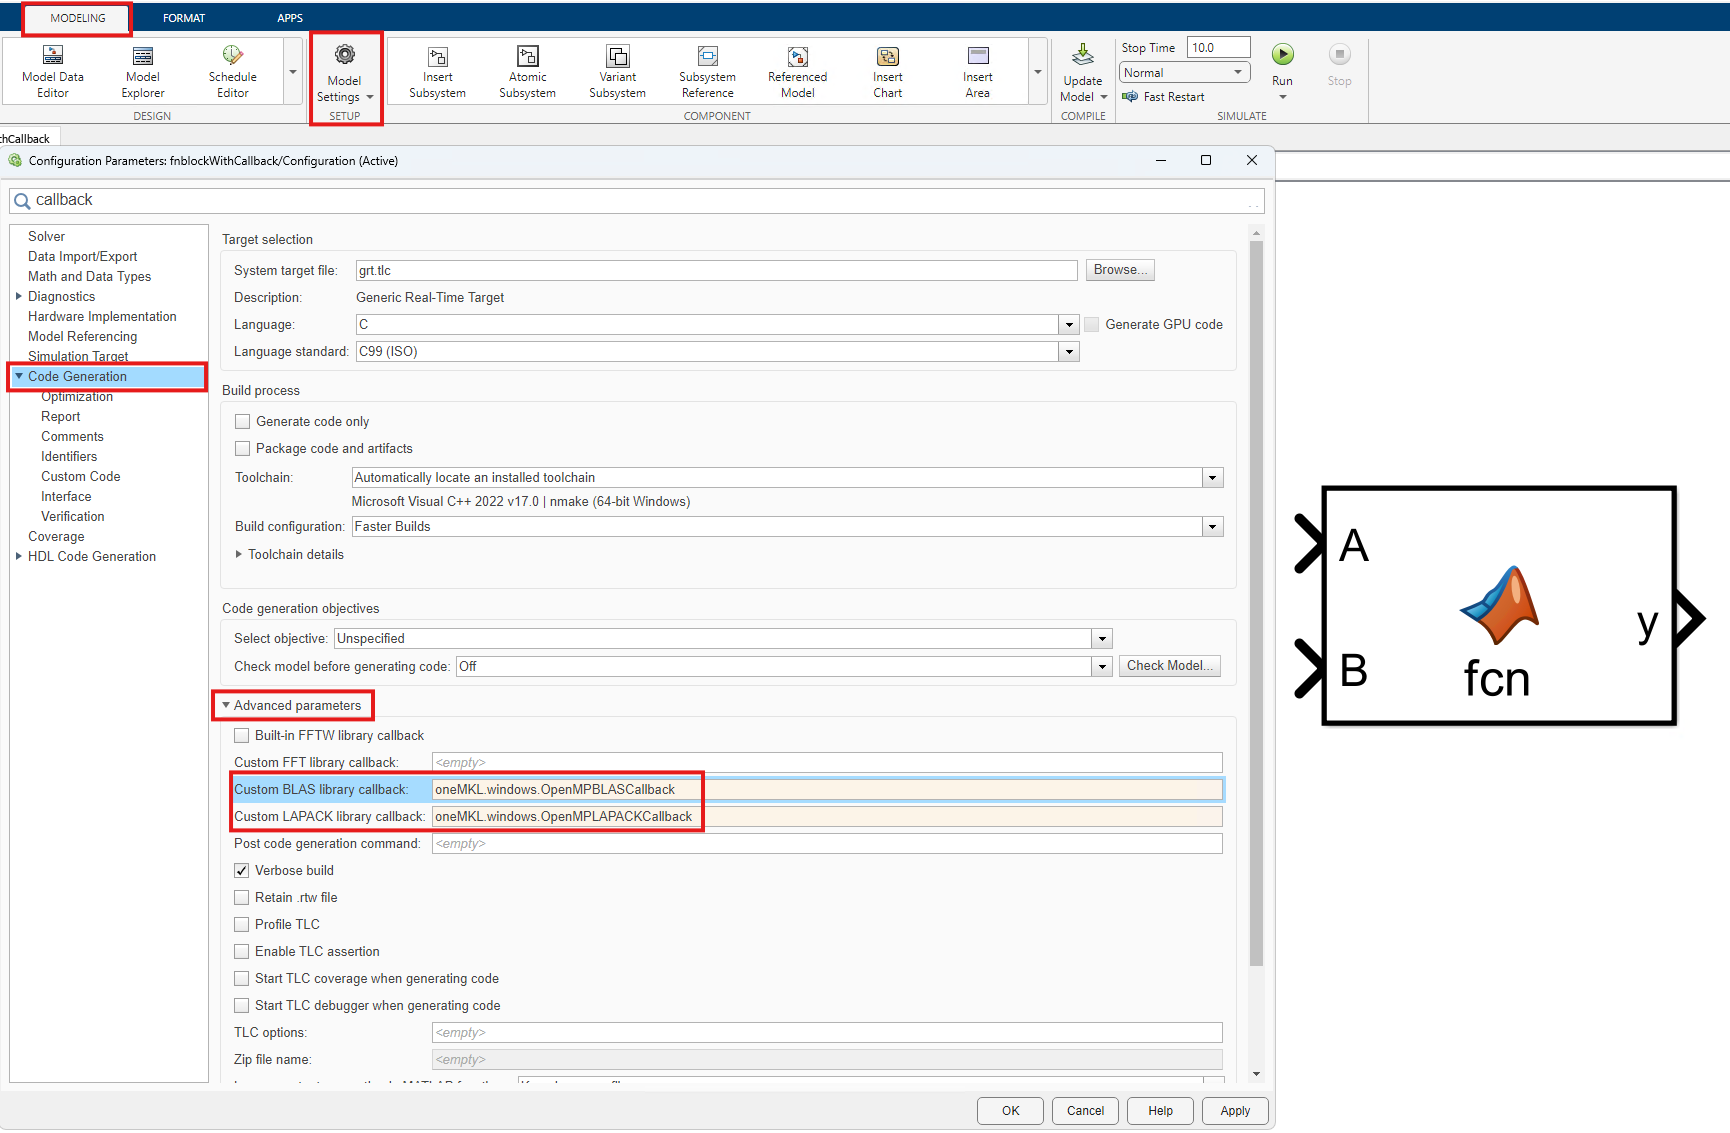 MODELING FORMAT APPS
Model Data Editor
Model Explorer
Schedule Editor
DESIGN
Model Settings
SETUP
Insert Subsystem
Atomic Subsystem
Variant Subsystem
Subsystem Reference
Referenced Model
Insert Chart
Insert Area
COMPONENT
Update Model
COMPILE
Stop Time 10.0
Normal
Fast Restart
Run
Stop
SIMULATE
thCallback
Configuration Parameters: fnblockWithCallback/Configuration (Active)
callback
Solver
Data Import/Export
Math and Data Types
Diagnostics
Hardware Implementation
Model Referencing
Simulation Target
Code Generation
Optimization
Report
Comments
Identifiers
Custom Code
Interface
Verification
Coverage
HDL Code Generation
Target selection
System target file: grt.tlc Browse...
Description: Generic Real-Time Target
Language: C Generate GPU code
Language standard: C99 (ISO)
Build process
Generate code only
Package code and artifacts
Toolchain: Automatically locate an installed toolchain
Microsoft Visual C++ 2022 v17.0 | nmake (64-bit Windows)
Build configuration: Faster Builds
Toolchain details
Code generation objectives
Select objective: Unspecified
Check model before generating code: Off Check Model...
Advanced parameters
Built-in FFTW library callback
Custom FFT library callback: <empty>
Custom BLAS library callback: oneMKL.windows.OpenMPBLASCallback
Custom LAPACK library callback: oneMKL.windows.OpenMPLAPACKCallback
Post code generation command: <empty>
Verbose build
Retain .rtw file
Profile TLC
Enable TLC assertion
Start TLC coverage when generating code
Start TLC debugger when generating code
TLC options: <empty>
Zip file name: <empty>
OK Cancel Help Apply
A
B
fcn
y